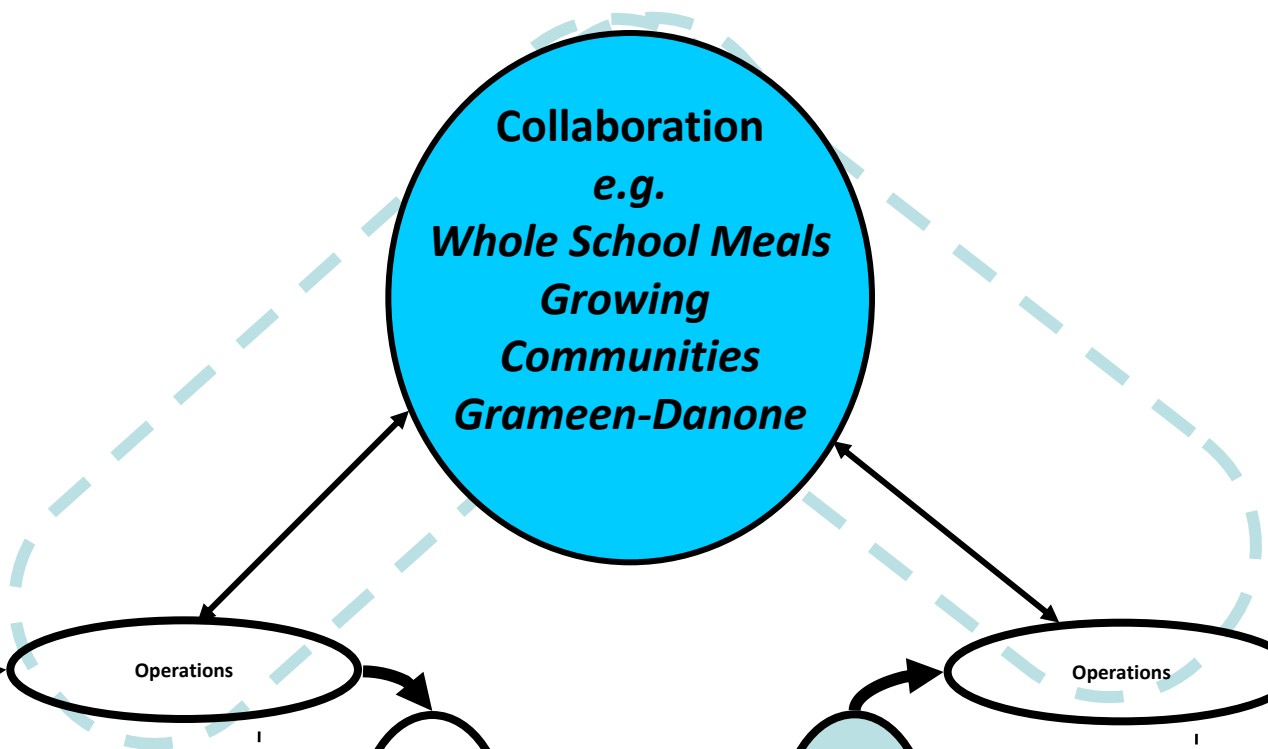 Collaboration
e.g.
Whole School Meals
Growing
Communities
Grameen-Danone
Operations
Operations